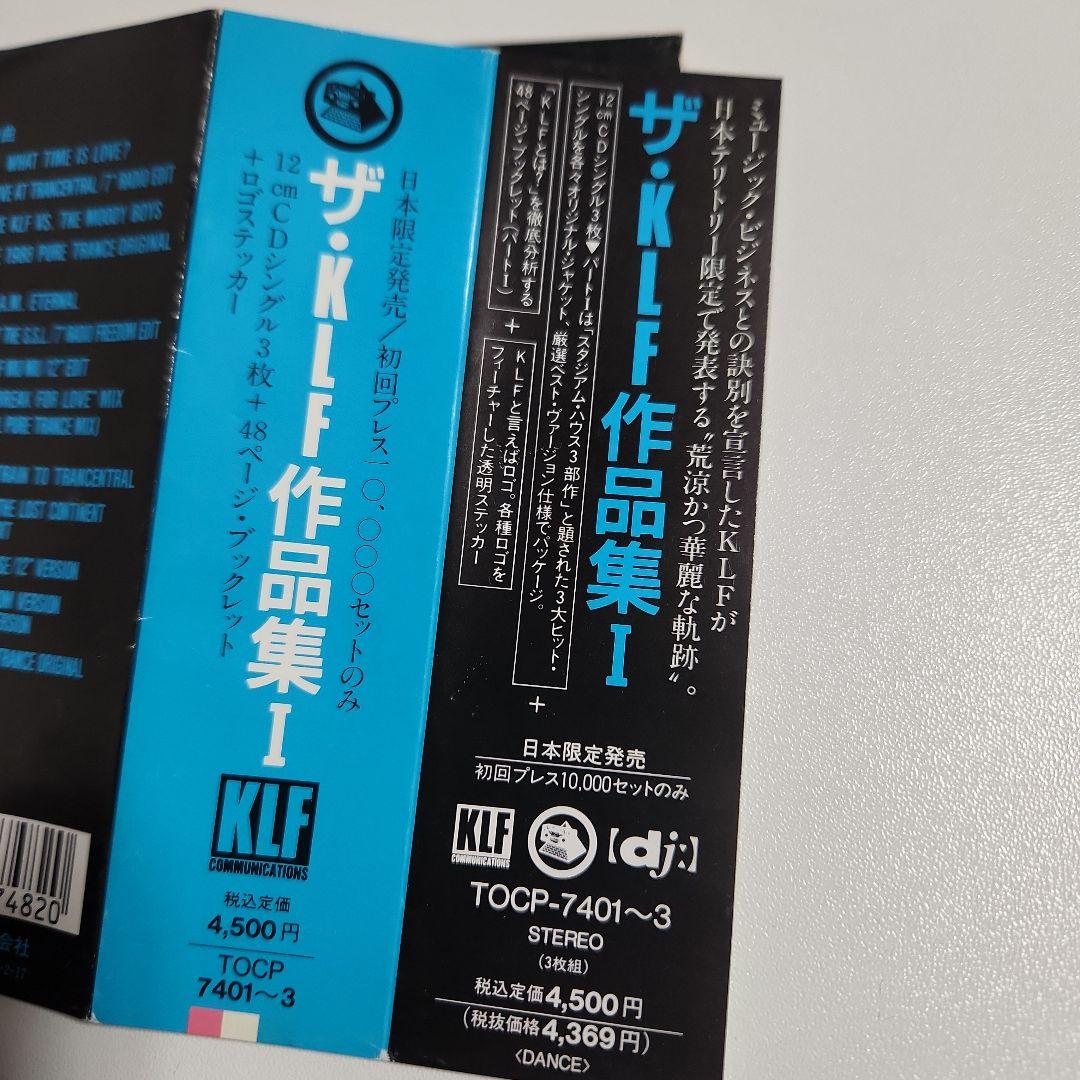 ミュージック・ビジネスとの訣別を宣言したKLFが
日本テリトリー限定で発表する"荒涼かつ華麗な軌跡"。
ザ・KLF作品集 I
12cmCDシングル3枚▼パートIは「スタジアム・ハウス3部作」と題された3大ヒット・
シングルを各々オリジナル・ジャケット、厳選ベスト・ヴァージョン仕様でパッケージ。
+
「KLFとは?」を徹底分析する
48ページ・ブックレット(パートI)
+
KLFと言えばロゴ。各種ロゴを
フィーチャーした透明ステッカー
日本限定発売
初回プレス10,000セットのみ
KLF
COMMUNICATIONS
【dj:】
TOCP-7401〜3
STEREO
(3枚組)
税込定価4,500円
(税抜価格4,369円)
〈DANCE〉
日本限定発売/初回プレス一〇、〇〇〇セットのみ
ザ・KLF作品集 I
12cmCDシングル3枚+48ページ・ブックレット
+ロゴステッカー
KLF
COMMUNICATIONS
税込定価
4,500円
TOCP
7401〜3
曲
WHAT TIME IS LOVE?
AT TRANCENTRAL/7" RADIO EDIT
KLF VS. THE MOODY BOYS
1988 PURE TRANCE ORIGINAL
ETERNAL
THE S.S.L./7" RADIO FREEDOM EDIT
12" EDIT
FOR LOVE" MIX
PURE TRANCE MIX)
TRAIN TO TRANCENTRAL
THE LOST CONTINENT
12" VERSION
VERSION
TRANCE ORIGINAL
74820
会社
2-17